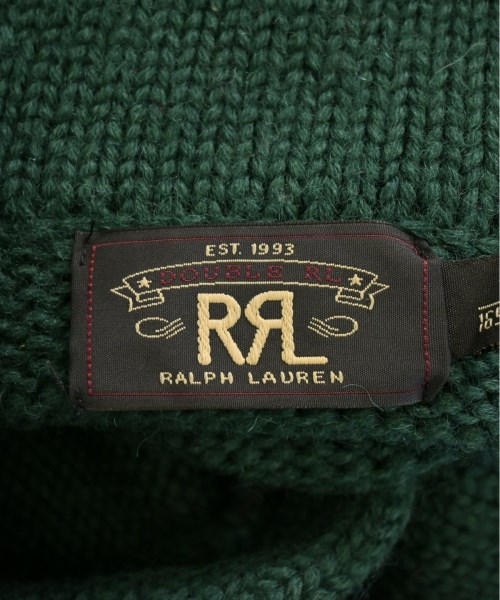 EST. 1993
DOUBLE RL
RRL
RALPH LAUREN